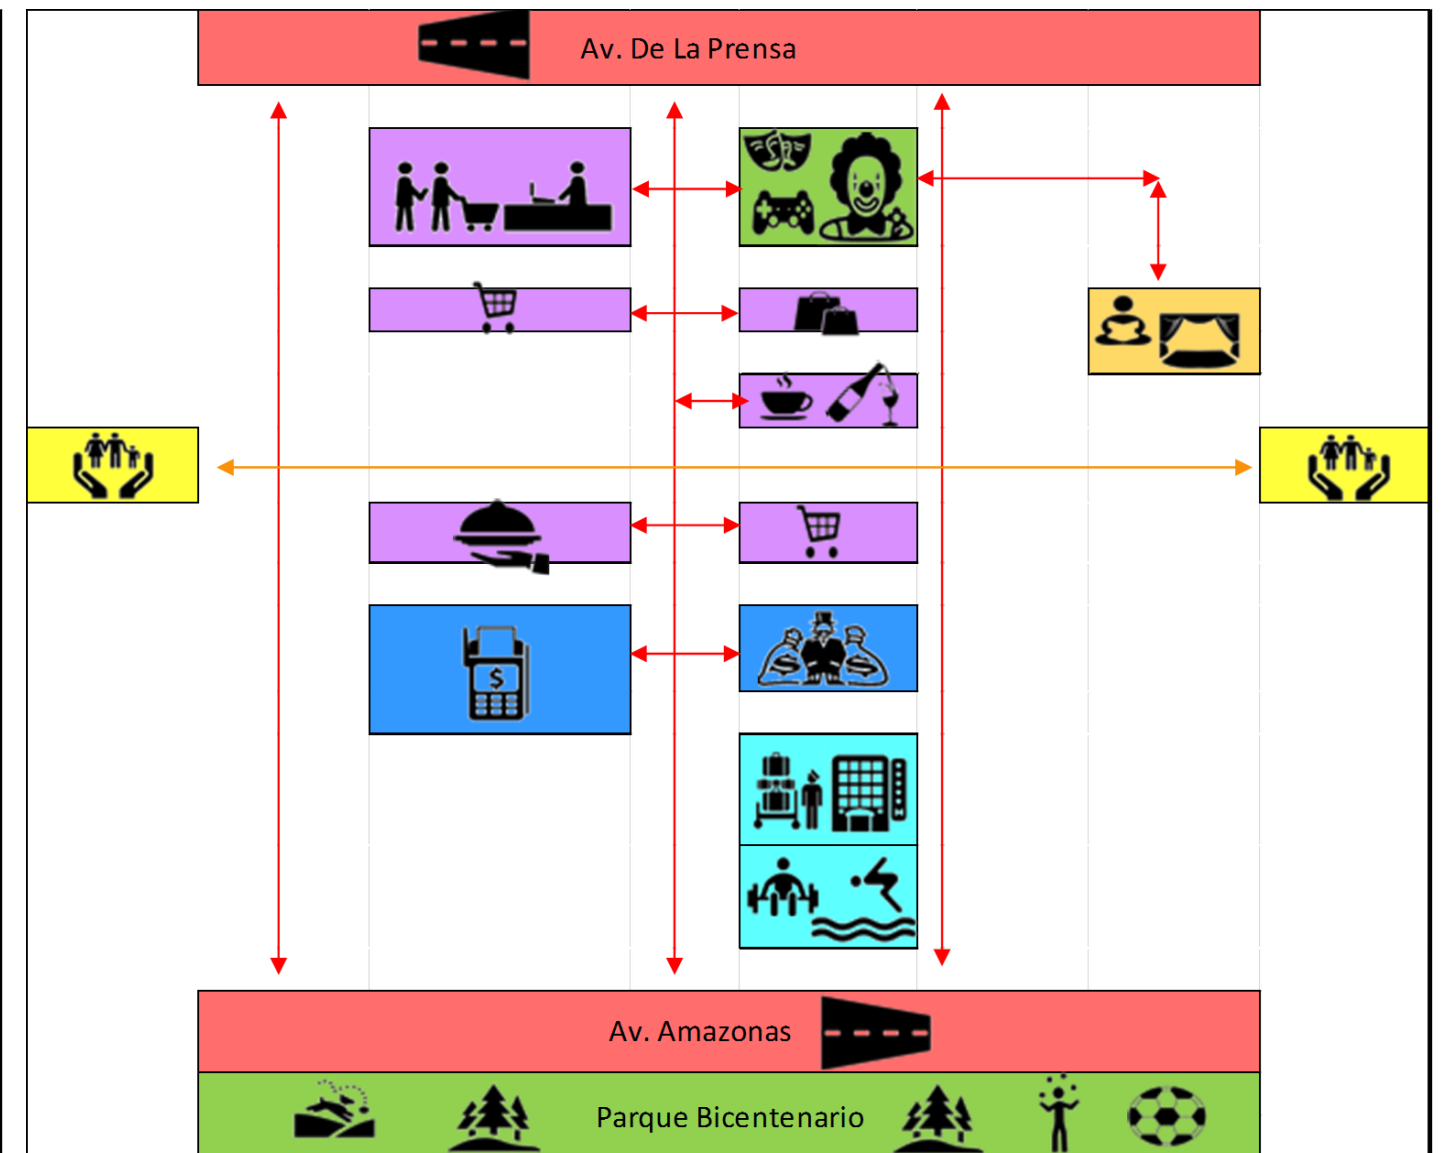 Av. De La Prensa
$
$ $
Av. Amazonas
Parque Bicentenario